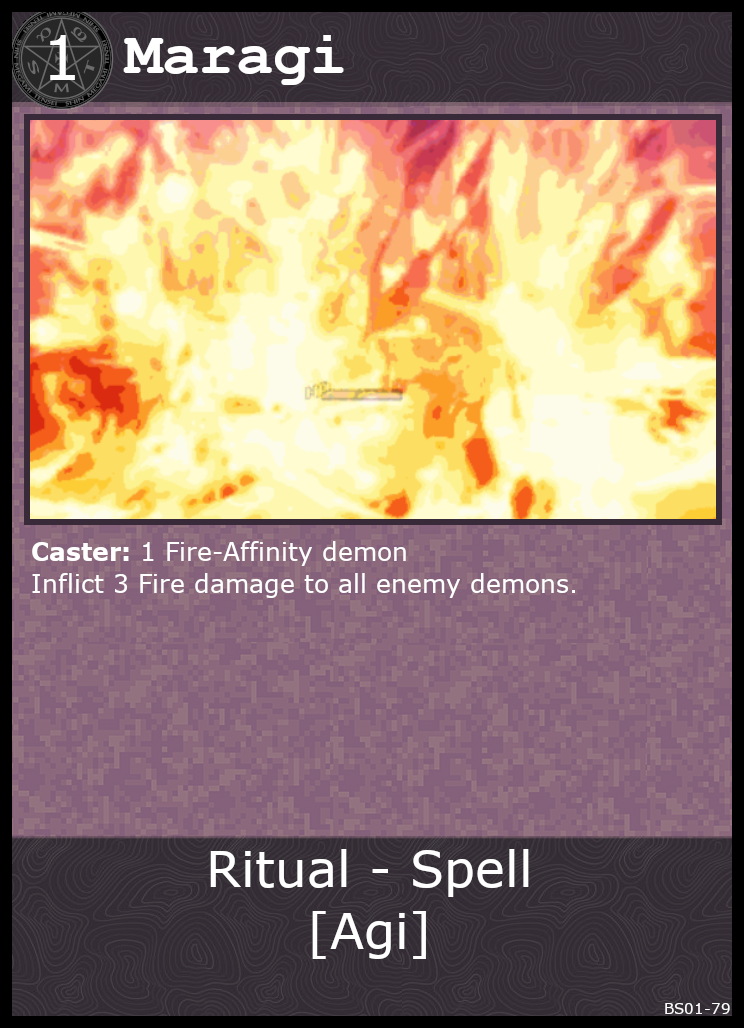 1 Maragi
HP
Caster: 1 Fire-Affinity demon
Inflict 3 Fire damage to all enemy demons.
Ritual - Spell
[Agi]
BS01-79